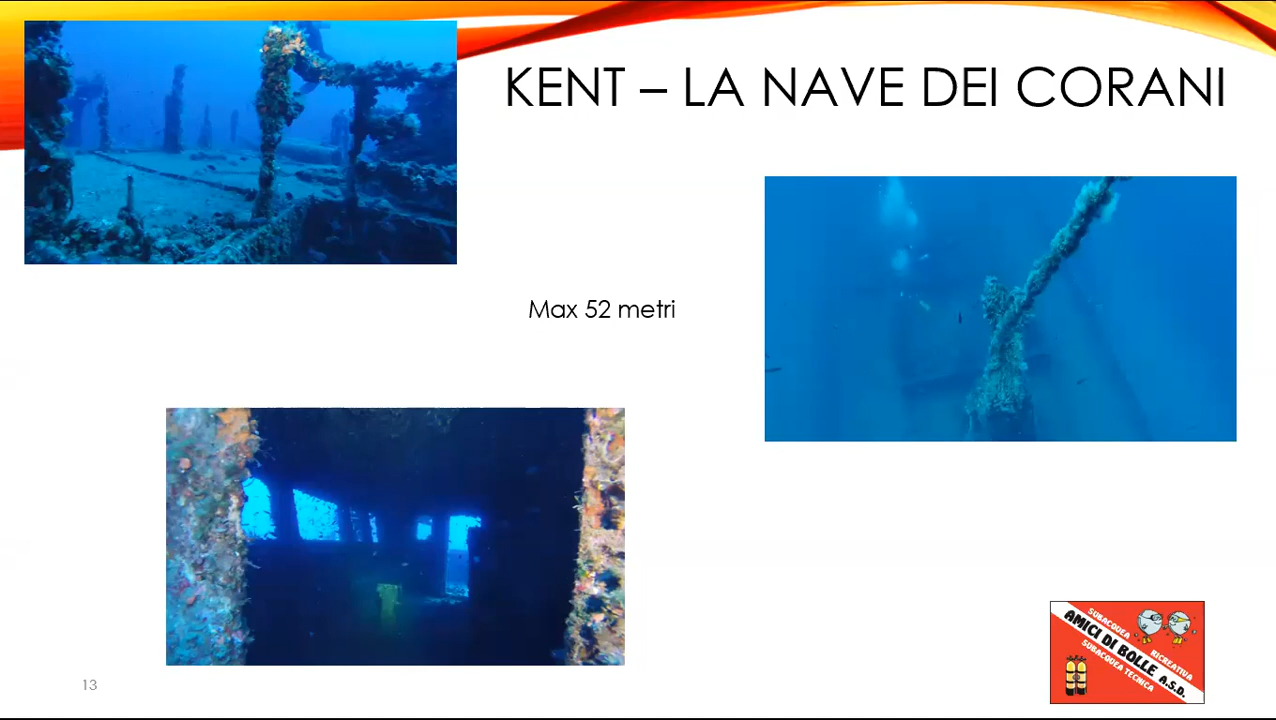 KENT – LA NAVE DEI CORANI
Max 52 metri
SUBACQUEA
RICREATIVA
AMICI DI BOLLE A.S.D.
SUBACQUEA TECNICA
13